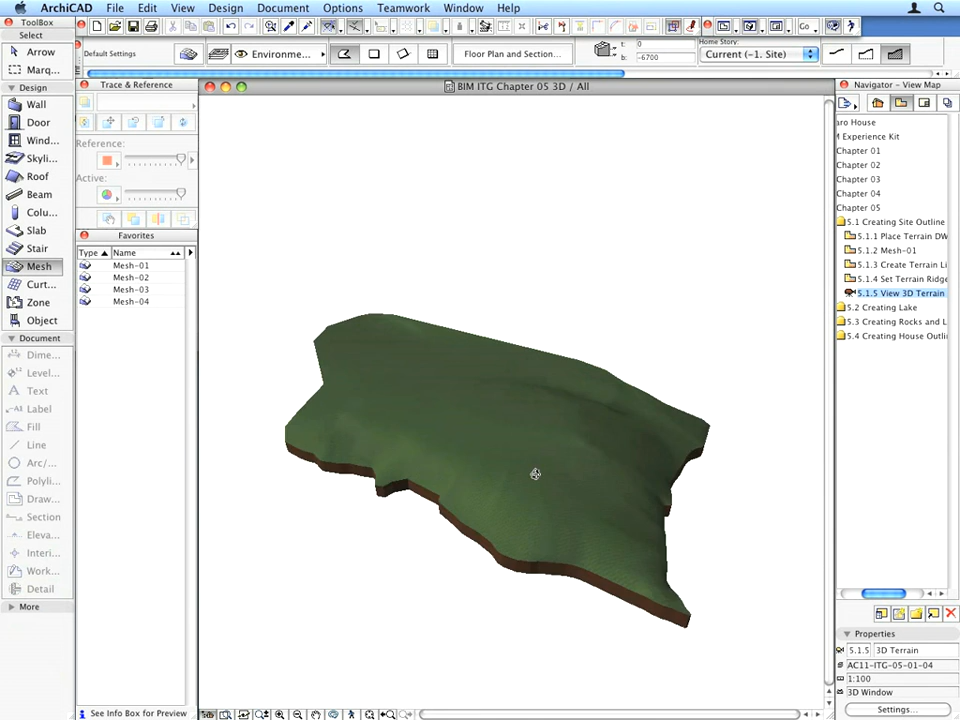 ArchiCAD File Edit View Design Document Options Teamwork Window Help
ToolBox
Select
Arrow
Marq...
Design
Wall
Door
Wind...
Skyli...
Roof
Beam
Colu...
Slab
Stair
Mesh
Curt...
Zone
Object
Document
Dime...
Level...
Text
Label
Fill
Line
Arc/...
Polyli...
Draw...
Section
Eleva...
Interi...
Work...
Detail
More
Go
Default Settings
Environme...
Floor Plan and Section...
t:
0
b:
-6700
Home Story:
Current (-1. Site)
Trace & Reference
Reference:
Active:
Favorites
Type Name
Mesh-01
Mesh-02
Mesh-03
Mesh-04
See Info Box for Preview
BIM ITG Chapter 05 3D / All
Navigator - View Map
aro House
Experience Kit
Chapter 01
Chapter 02
Chapter 03
Chapter 04
Chapter 05
5.1 Creating Site Outline
5.1.1 Place Terrain DW
5.1.2 Mesh-01
5.1.3 Create Terrain Li
5.1.4 Set Terrain Ridge
5.1.5 View 3D Terrain
5.2 Creating Lake
5.3 Creating Rocks and L
5.4 Creating House Outli
Properties
5.1.5 3D Terrain
AC11-ITG-05-01-04
1:100
3D Window
Settings...